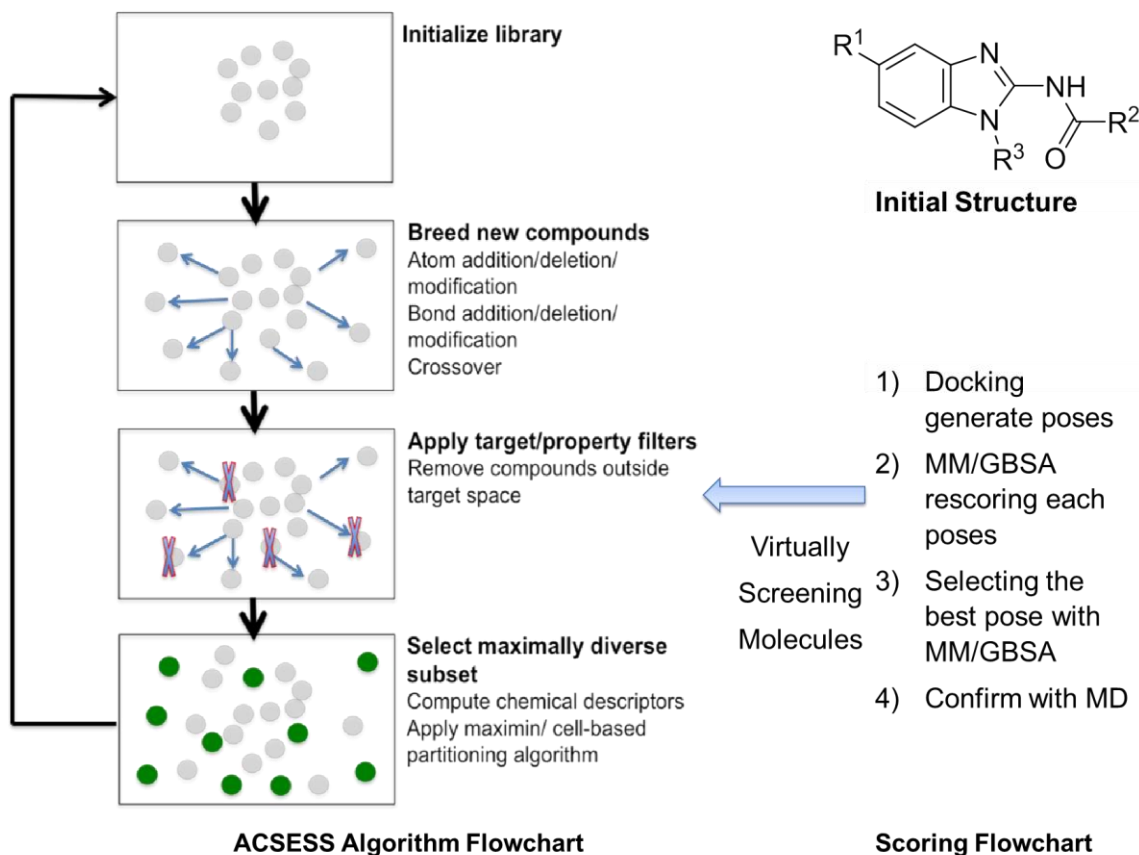 Initialize library
Breed new compounds
Atom addition/deletion/
modification
Bond addition/deletion/
modification
Crossover
Apply target/property filters
Remove compounds outside
target space
Select maximally diverse
subset
Compute chemical descriptors
Apply maximin/ cell-based
partitioning algorithm
ACSESS Algorithm Flowchart
R¹
N
NH
N
R²
R³
O
Initial Structure
Virtually
Screening
Molecules
1) Docking
generate poses
2) MM/GBSA
rescoring each
poses
3) Selecting the
best pose with
MM/GBSA
4) Confirm with MD
Scoring Flowchart